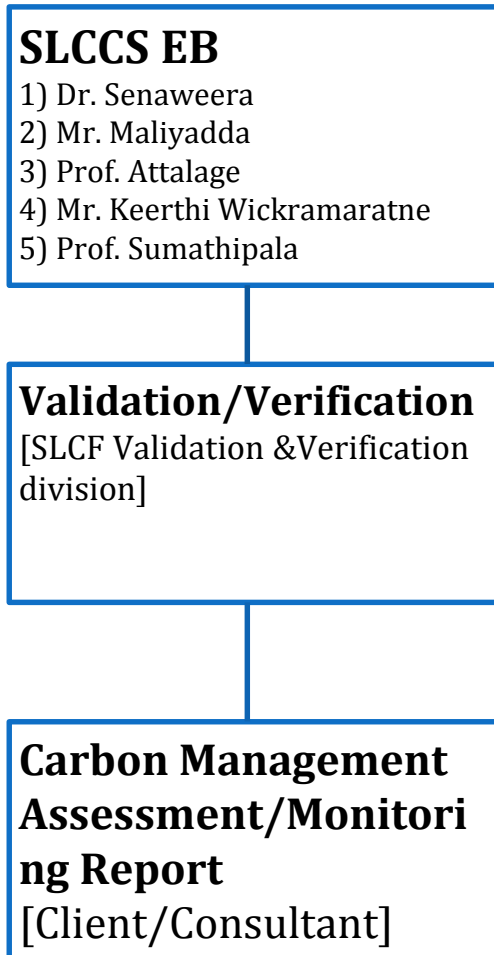 SLCCS EB
1) Dr. Senaweera
2) Mr. Maliyadda
3) Prof. Attalage
4) Mr. Keerthi Wickramaratne
5) Prof. Sumathipala
Validation/Verification
[SLCF Validation &Verification
division]
Carbon Management
Assessment/Monitori
ng Report
[Client/Consultant]